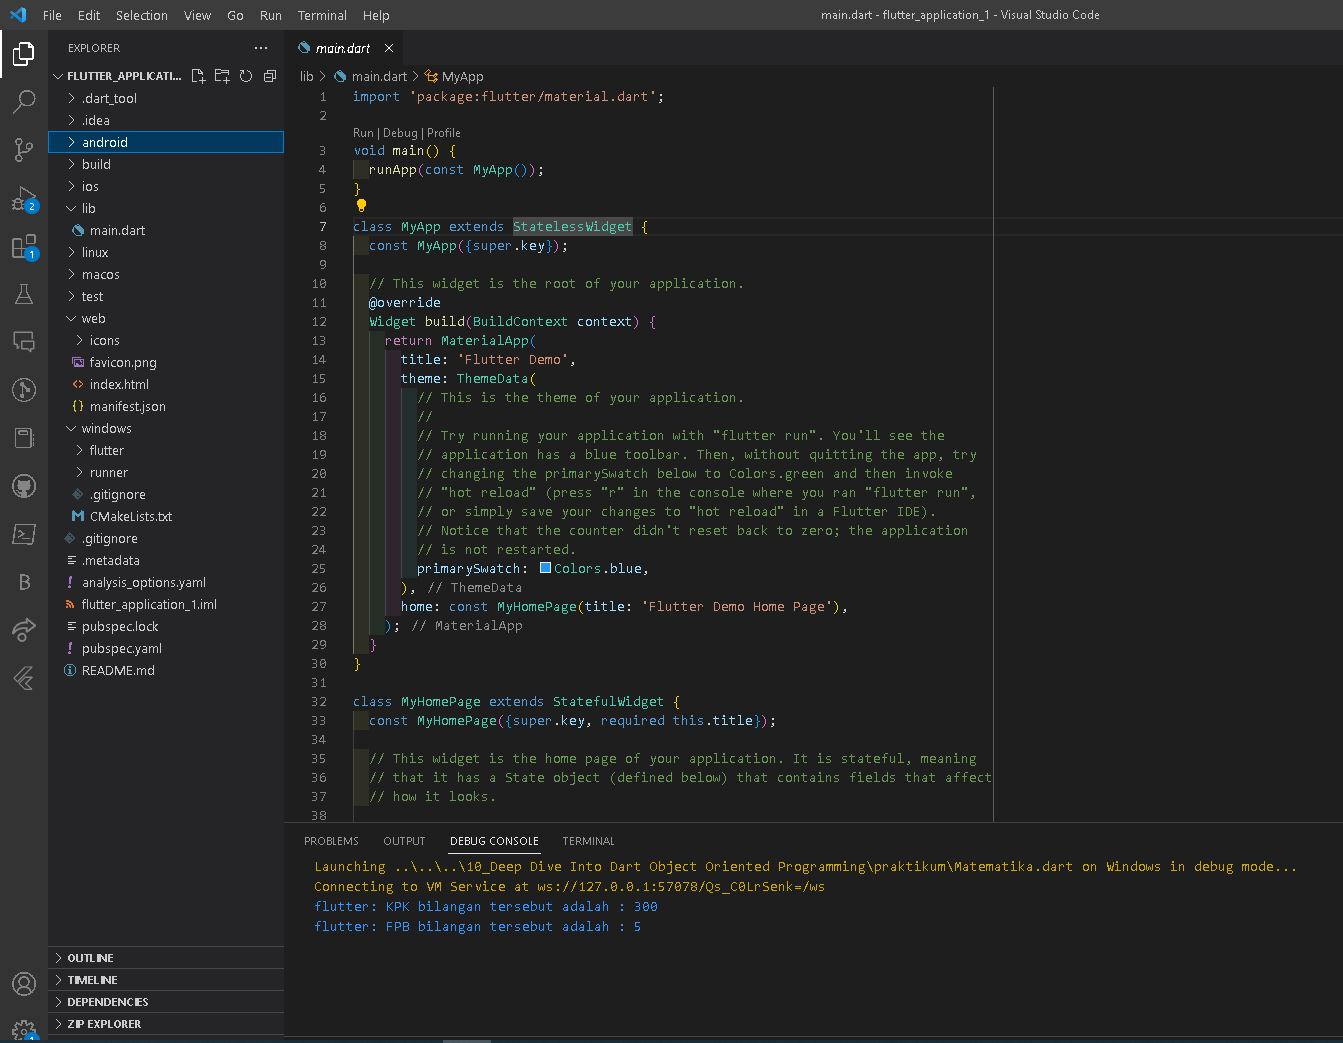 File Edit Selection View Go Run Terminal Help
main.dart - flutter_application_1 - Visual Studio Code
EXPLORER
FLUTTER_APPLICATI...
.dart_tool
.idea
android
build
ios
lib
main.dart
linux
macos
test
web
icons
favicon.png
index.html
manifest.json
windows
flutter
runner
.gitignore
CMakeLists.txt
.gitignore
.metadata
analysis_options.yaml
flutter_application_1.iml
pubspec.lock
pubspec.yaml
README.md
OUTLINE
TIMELINE
DEPENDENCIES
ZIP EXPLORER
2
1
1
main.dart
lib > main.dart > MyApp
1 import 'package:flutter/material.dart';
2
Run | Debug | Profile
3 void main() {
4 runApp(const MyApp());
5 }
6
7 class MyApp extends StatelessWidget {
8 const MyApp({super.key});
9
10 // This widget is the root of your application.
11 @override
12 Widget build(BuildContext context) {
13 return MaterialApp(
14 title: 'Flutter Demo',
15 theme: ThemeData(
16 // This is the theme of your application.
17 //
18 // Try running your application with "flutter run". You'll see the
19 // application has a blue toolbar. Then, without quitting the app, try
20 // changing the primarySwatch below to Colors.green and then invoke
21 // "hot reload" (press "r" in the console where you ran "flutter run",
22 // or simply save your changes to "hot reload" in a Flutter IDE).
23 // Notice that the counter didn't reset back to zero; the application
24 // is not restarted.
25 primarySwatch: Colors.blue,
26 ), // ThemeData
27 home: const MyHomePage(title: 'Flutter Demo Home Page'),
28 ); // MaterialApp
29 }
30 }
31
32 class MyHomePage extends StatefulWidget {
33 const MyHomePage({super.key, required this.title});
34
35 // This widget is the home page of your application. It is stateful, meaning
36 // that it has a State object (defined below) that contains fields that affect
37 // how it looks.
38
PROBLEMS OUTPUT DEBUG CONSOLE TERMINAL
Launching ..\..\..\10_Deep Dive Into Dart Object Oriented Programming\praktikum\Matematika.dart on Windows in debug mode...
Connecting to VM Service at ws://127.0.0.1:57078/Qs_C0LrSenk=/ws
flutter: KPK bilangan tersebut adalah : 300
flutter: FPB bilangan tersebut adalah : 5